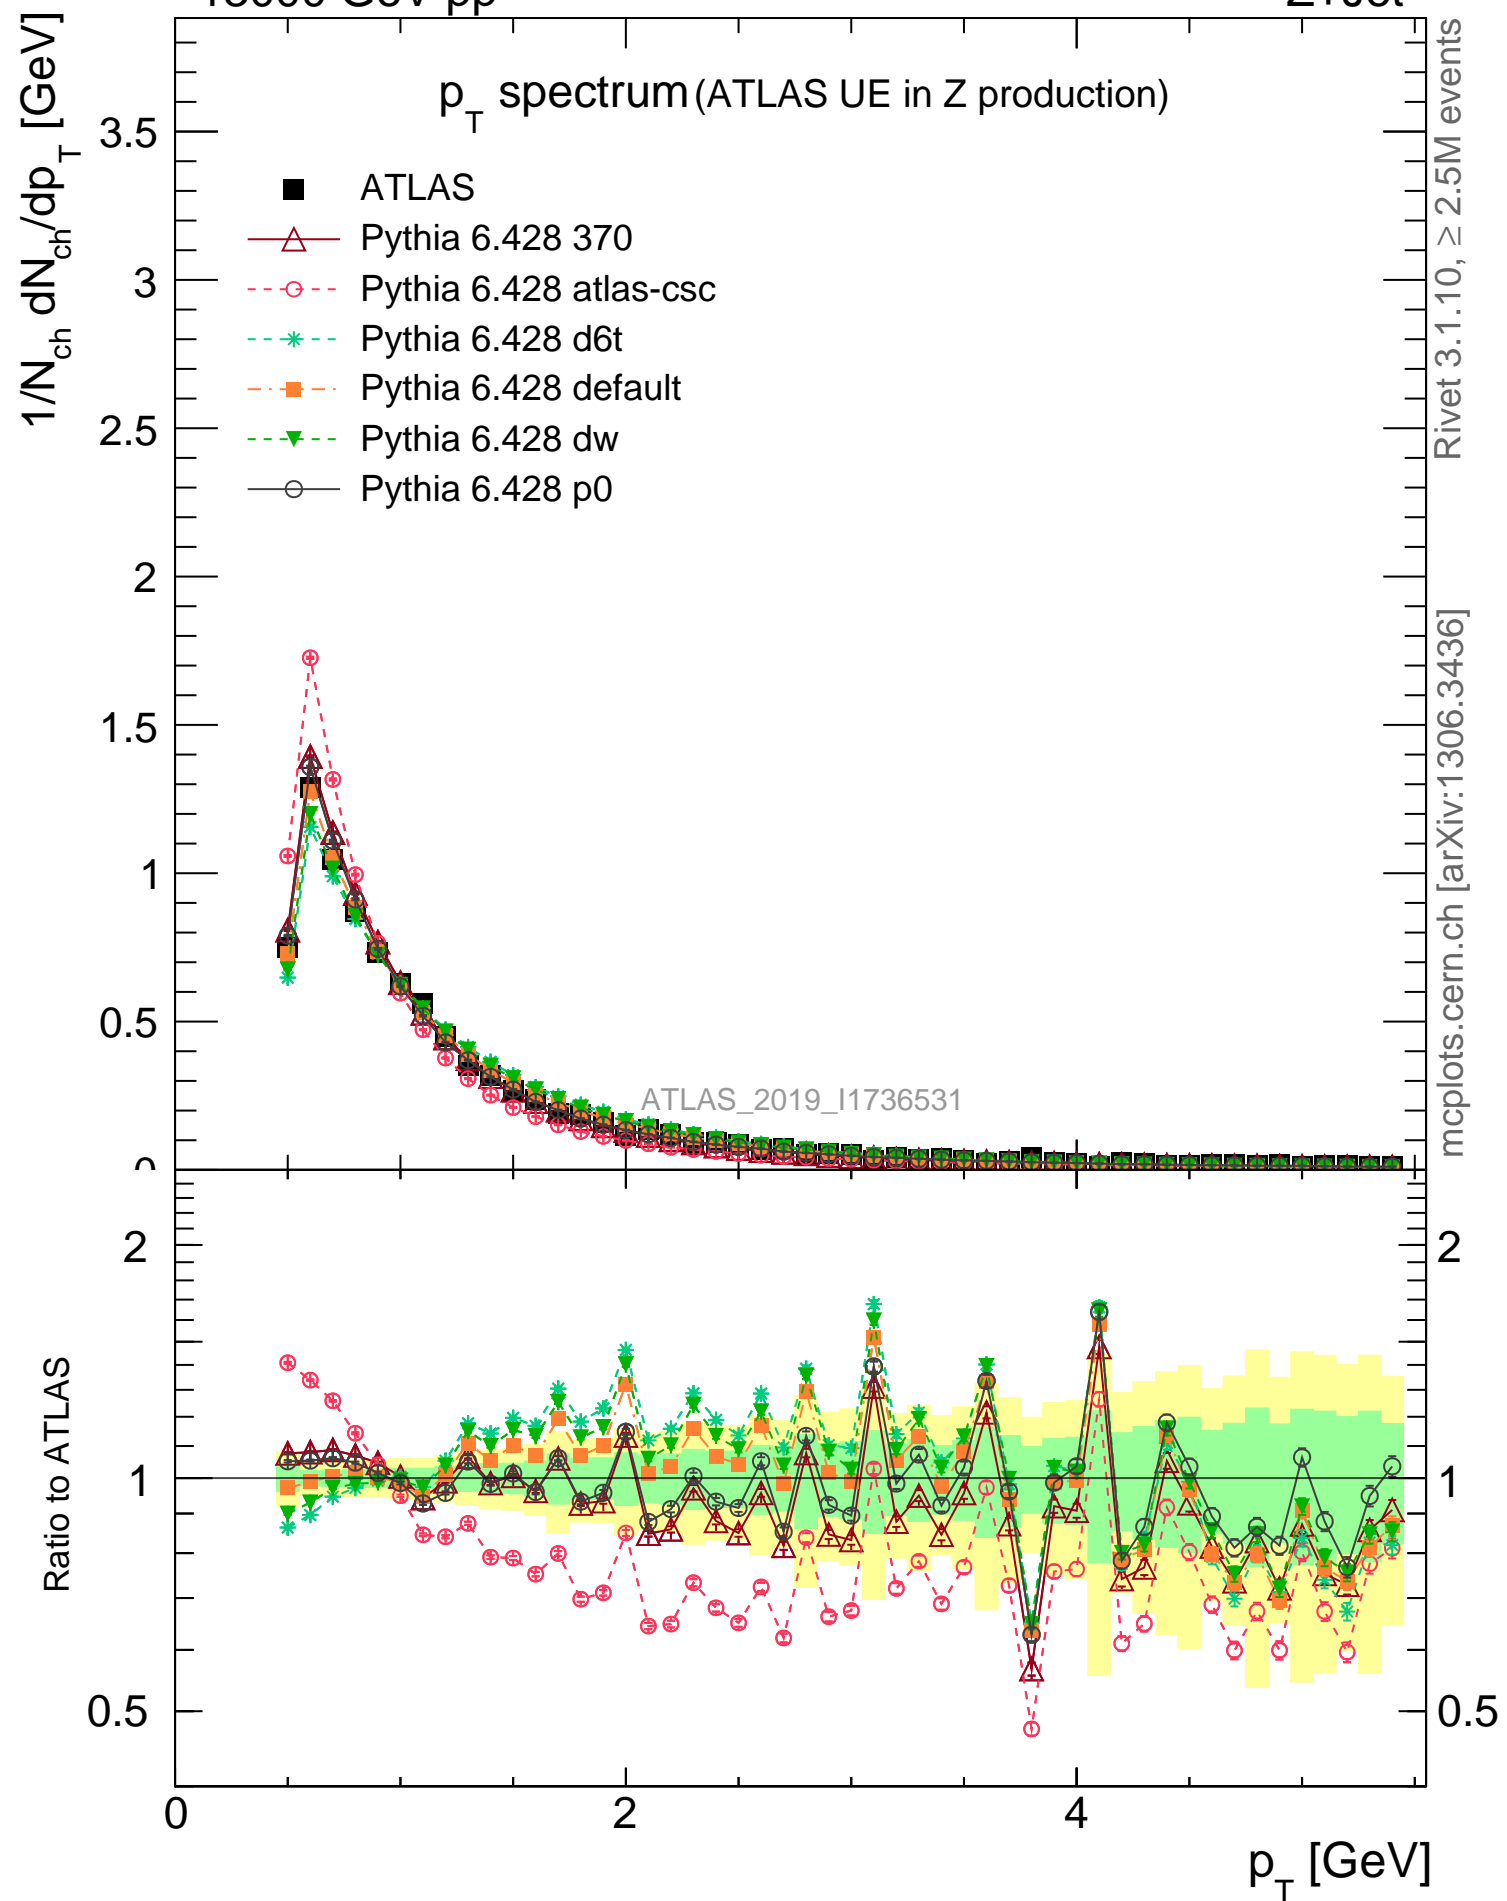 p_T spectrum (ATLAS UE in Z production)
1/N_ch dN_ch/dp_T [GeV]
3.5
3
2.5
2
1.5
1
0.5
0
ATLAS
Pythia 6.428 370
Pythia 6.428 atlas-csc
Pythia 6.428 d6t
Pythia 6.428 default
Pythia 6.428 dw
Pythia 6.428 p0
ATLAS_2019_I1736531
Rivet 3.1.10, ≥ 2.5M events
mcplots.cern.ch [arXiv:1306.3436]
Ratio to ATLAS
2
1
0.5
2
1
0.5
0
2
4
p_T [GeV]